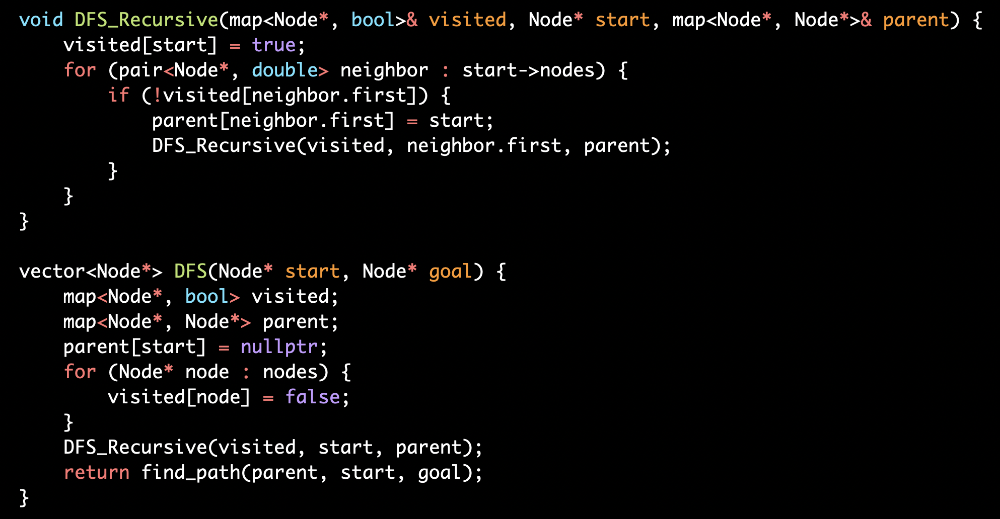 void DFS_Recursive(map<Node*, bool>& visited, Node* start, map<Node*, Node*>& parent) {
    visited[start] = true;
    for (pair<Node*, double> neighbor : start->nodes) {
        if (!visited[neighbor.first]) {
            parent[neighbor.first] = start;
            DFS_Recursive(visited, neighbor.first, parent);
        }
    }
}

vector<Node*> DFS(Node* start, Node* goal) {
    map<Node*, bool> visited;
    map<Node*, Node*> parent;
    parent[start] = nullptr;
    for (Node* node : nodes) {
        visited[node] = false;
    }
    DFS_Recursive(visited, start, parent);
    return find_path(parent, start, goal);
}